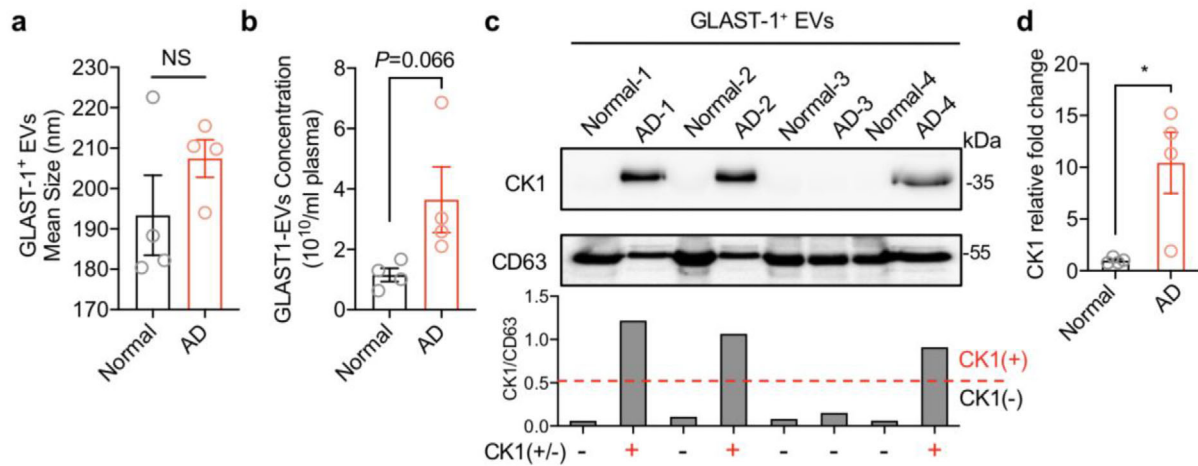 a
NS
GLAST-1⁺ EVs
Mean Size (nm)
230
220
210
200
190
180
170
Normal
AD
b
P=0.066
GLAST1-EVs Concentration
(10¹⁰/ml plasma)
8
6
4
2
0
Normal
AD
c
GLAST-1⁺ EVs
Normal-1
AD-1
Normal-2
AD-2
Normal-3
AD-3
Normal-4
AD-4
kDa
CK1
-35
CD63
-55
CK1/CD63
1.5
1.0
0.5
0.0
CK1(+)
CK1(-)
CK1(+/-) - + - + - - - +
d
*
CK1 relative fold change
20
15
10
5
0
Normal
AD